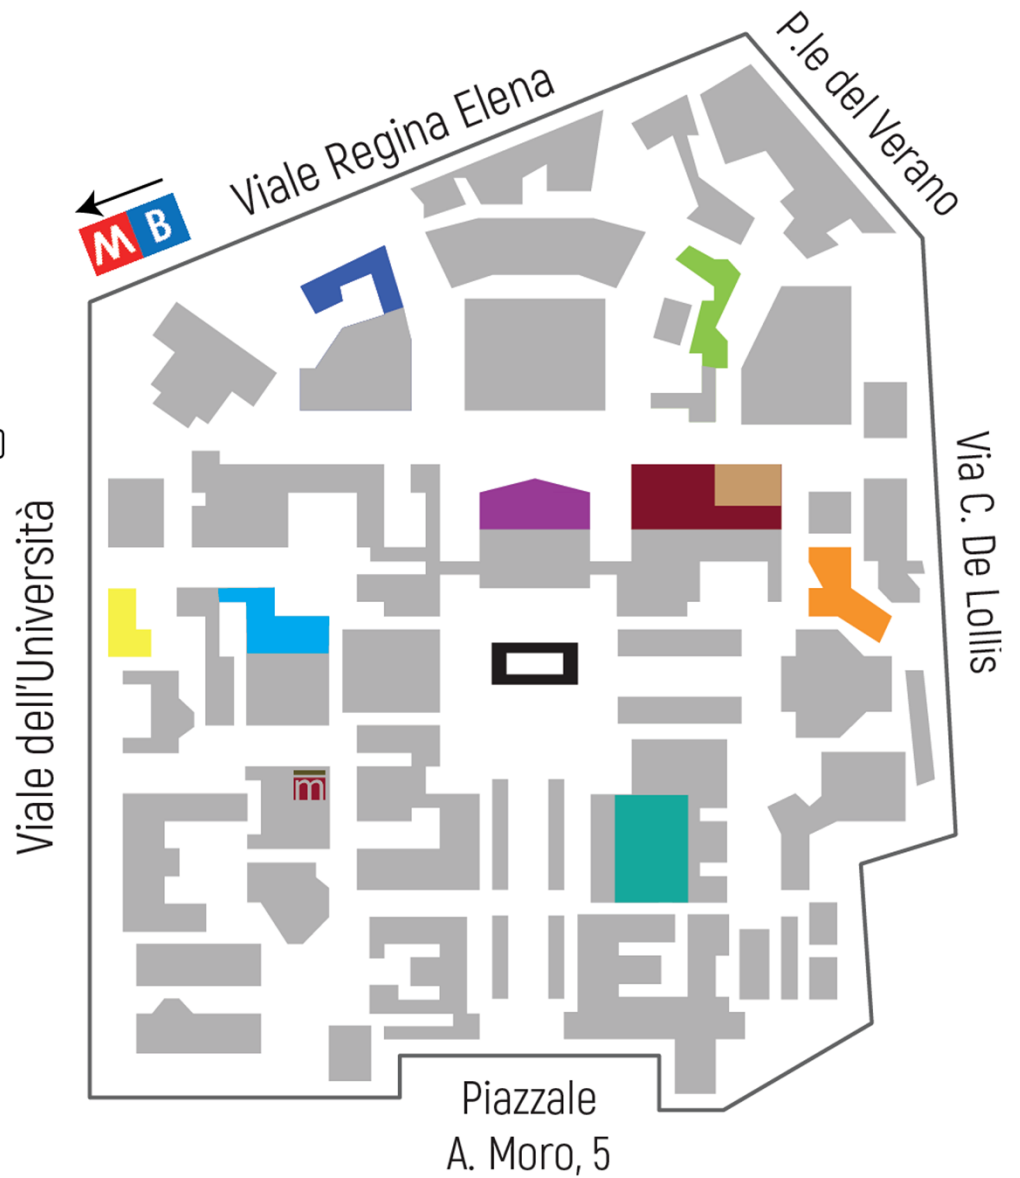 P.le del Verano
Viale Regina Elena
M B
Via C. De Lollis
Viale dell'Università
m
Piazzale
A. Moro, 5